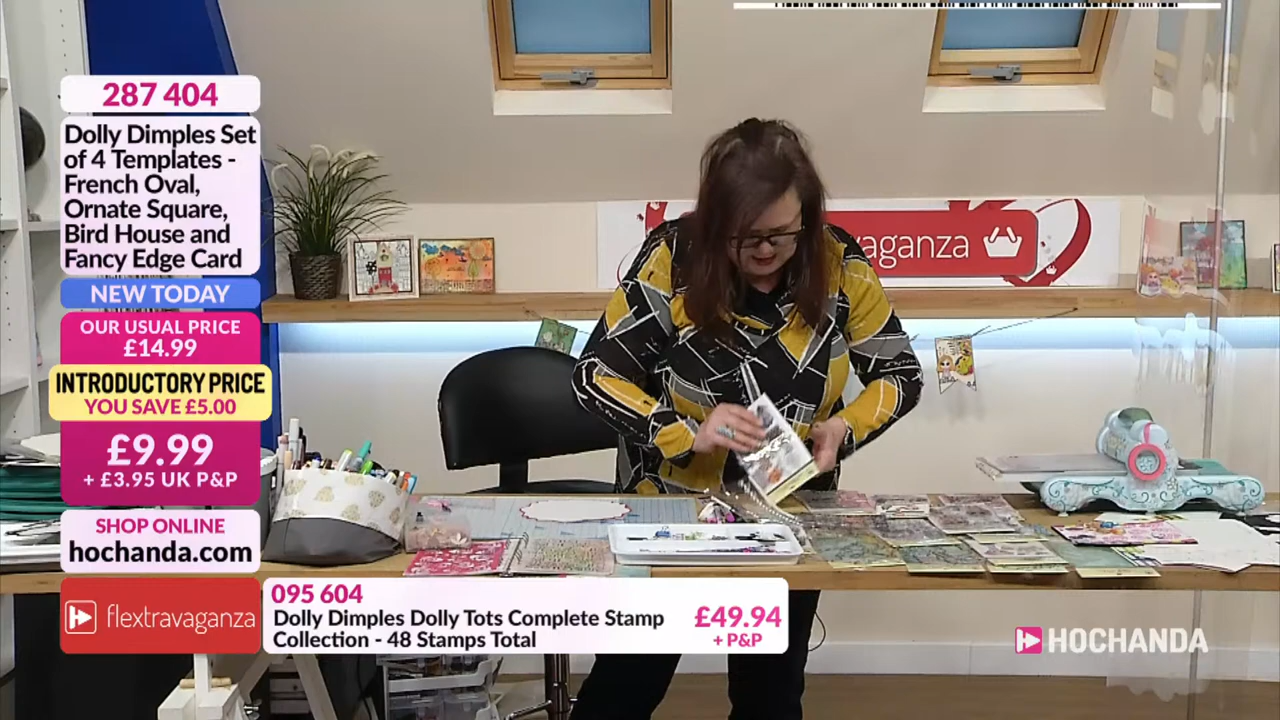 287 404
Dolly Dimples Set
of 4 Templates -
French Oval,
Ornate Square,
Bird House and
Fancy Edge Card
NEW TODAY
OUR USUAL PRICE
£14.99
INTRODUCTORY PRICE
YOU SAVE £5.00
£9.99
+ £3.95 UK P&P
SHOP ONLINE
hochanda.com
flextravaganza
095 604
Dolly Dimples Dolly Tots Complete Stamp
Collection - 48 Stamps Total
£49.94
+ P&P
vaganza
HOCHANDA